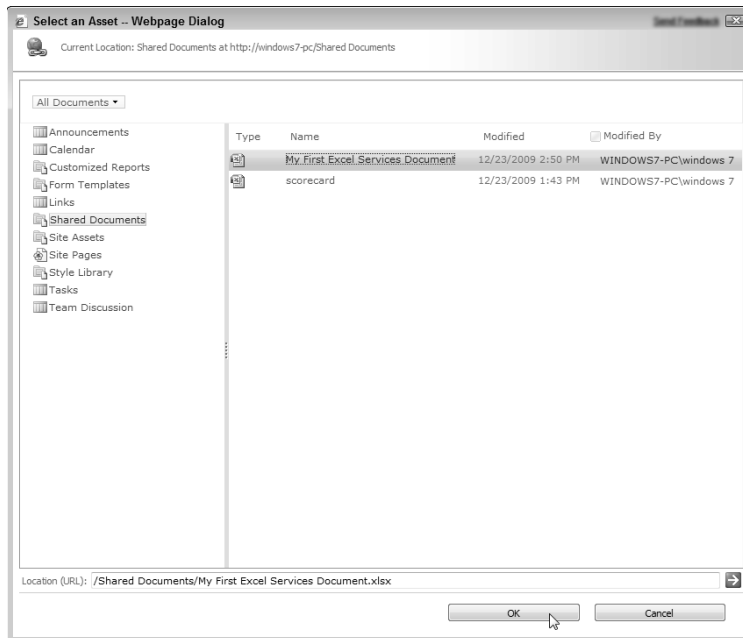 Select an Asset -- Webpage Dialog
Send Feedback
Current Location: Shared Documents at http://windows7-pc/Shared Documents
All Documents
Announcements
Calendar
Customized Reports
Form Templates
Links
Shared Documents
Site Assets
Site Pages
Style Library
Tasks
Team Discussion
Type Name Modified Modified By
My First Excel Services Document 12/23/2009 2:50 PM WINDOWS7-PC\windows 7
scorecard 12/23/2009 1:43 PM WINDOWS7-PC\windows 7
Location (URL): /Shared Documents/My First Excel Services Document.xlsx
OK Cancel